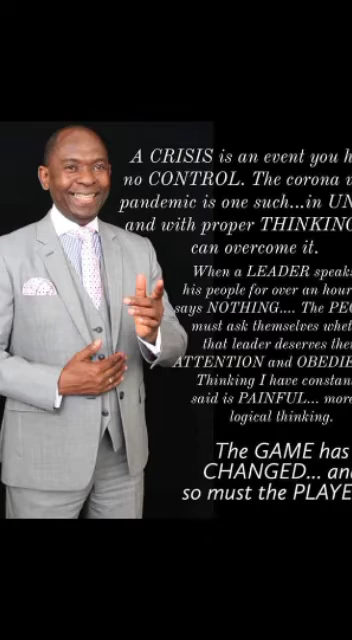 A CRISIS is an event you h
no CONTROL. The corona v
pandemic is one such...in UN
and with proper THINKING
can overcome it.
When a LEADER speaks
his people for over an hour
says NOTHING.... The PEO
must ask themselves whet
that leader deserves thei
ATTENTION and OBEDIE
Thinking I have constan
said is PAINFUL... more
logical thinking.
The GAME has
CHANGED... and
so must the PLAYE